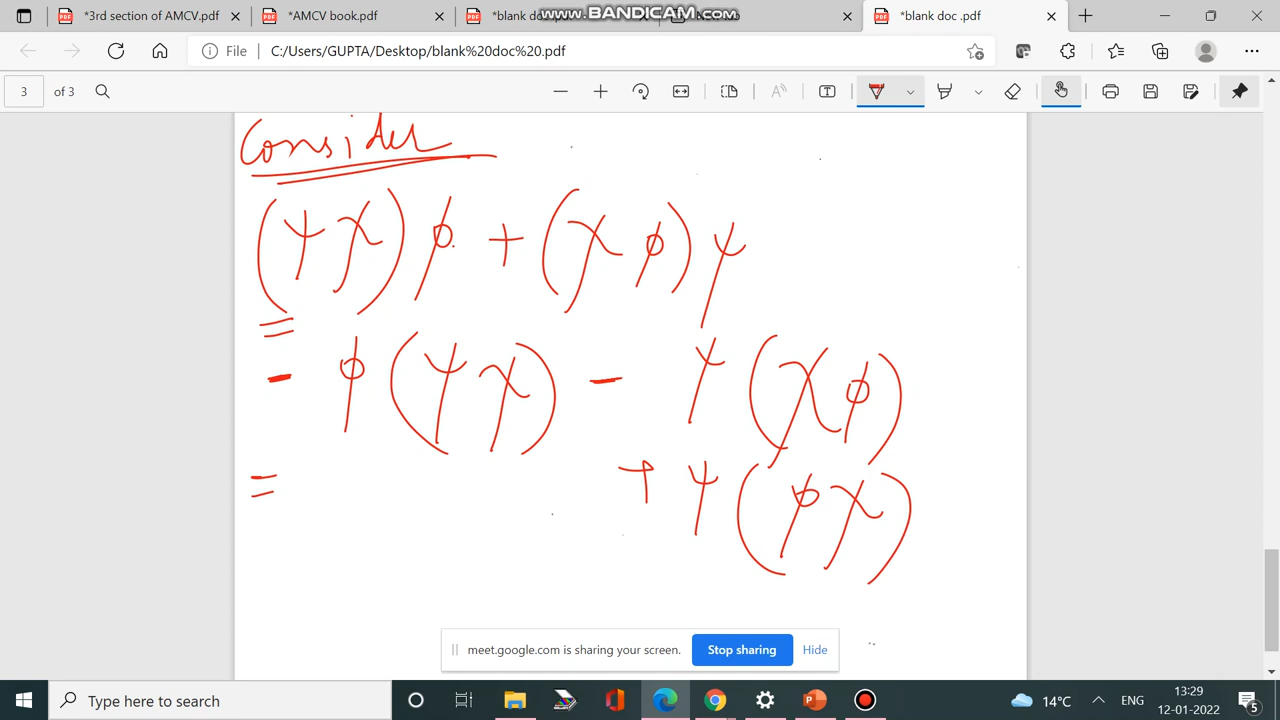 *3rd section of AMCV.pdf
*AMCV book.pdf
*blank doc .pdf
www.BANDICAM.com
File C:/Users/GUPTA/Desktop/blank%20doc%20.pdf
3 of 3
Consider
(ψχ)φ + (χφ)ψ
=
- φ(ψχ) - ψ(χφ)
= + ψ(φχ)
meet.google.com is sharing your screen. Stop sharing Hide
Type here to search
14°C ENG 13:29
12-01-2022
5